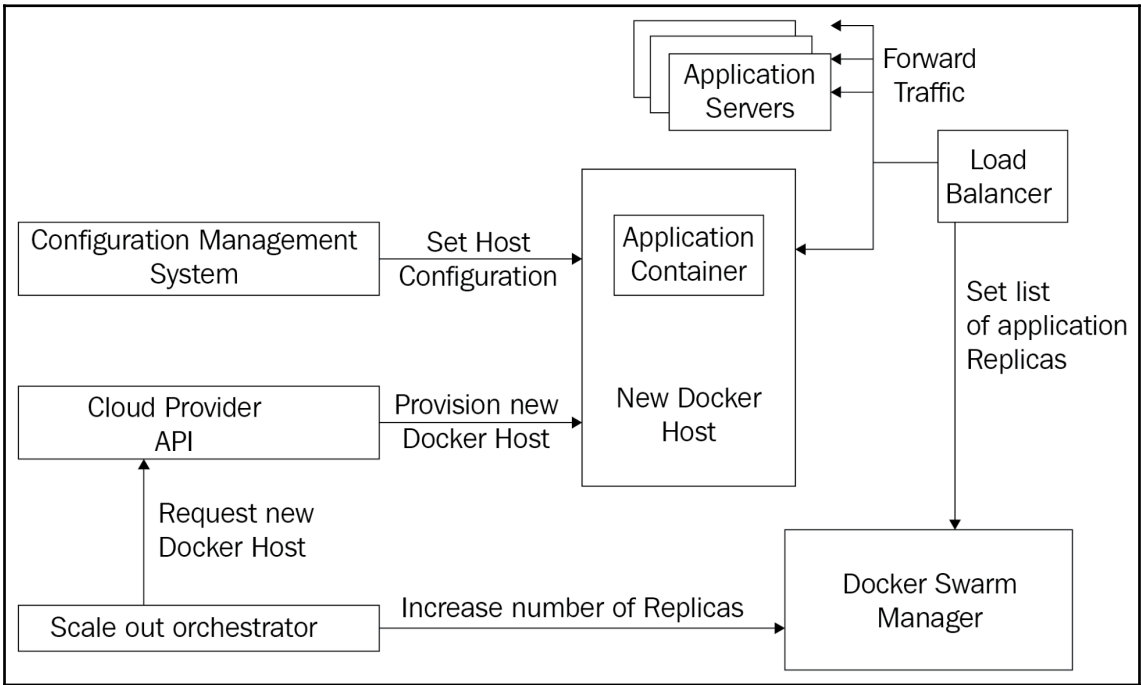 Application
Servers
Forward
Traffic
Load
Balancer
Configuration Management
System
Set Host
Configuration
Application
Container
Set list
of application
Replicas
Cloud Provider
API
Provision new
Docker Host
New Docker
Host
Request new
Docker Host
Scale out orchestrator
Increase number of Replicas
Docker Swarm
Manager